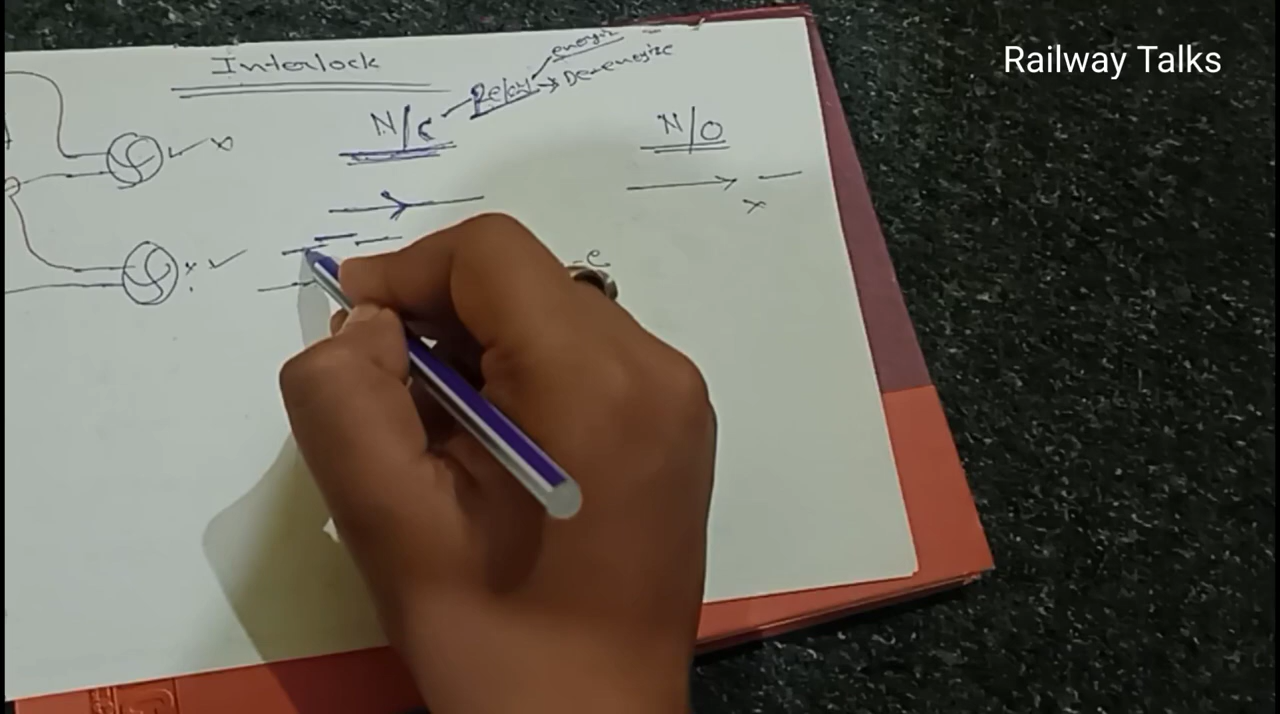 Railway Talks
Interlock
energize
Relay
De-energize
N/C
N/O
-e